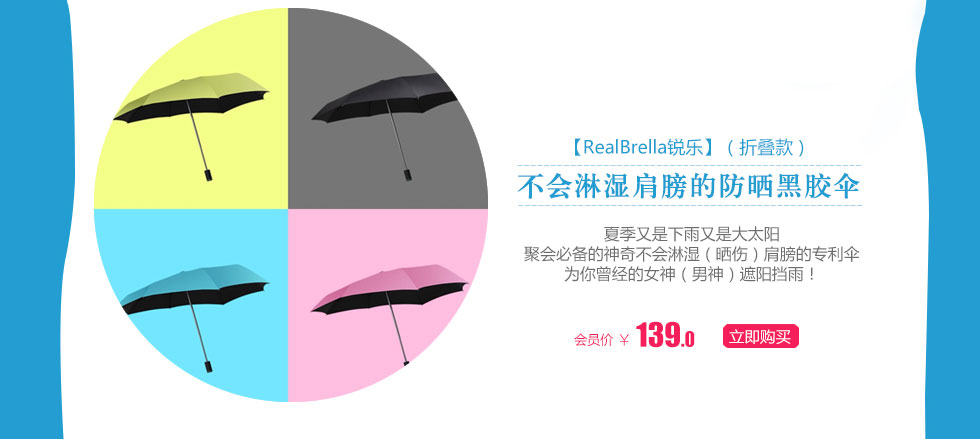 【RealBrella锐乐】（折叠款）
不会淋湿肩膀的防晒黑胶伞
夏季又是下雨又是大太阳
聚会必备的神奇不会淋湿（晒伤）肩膀的专利伞
为你曾经的女神（男神）遮阳挡雨！
会员价 ￥ 139.0 立即购买